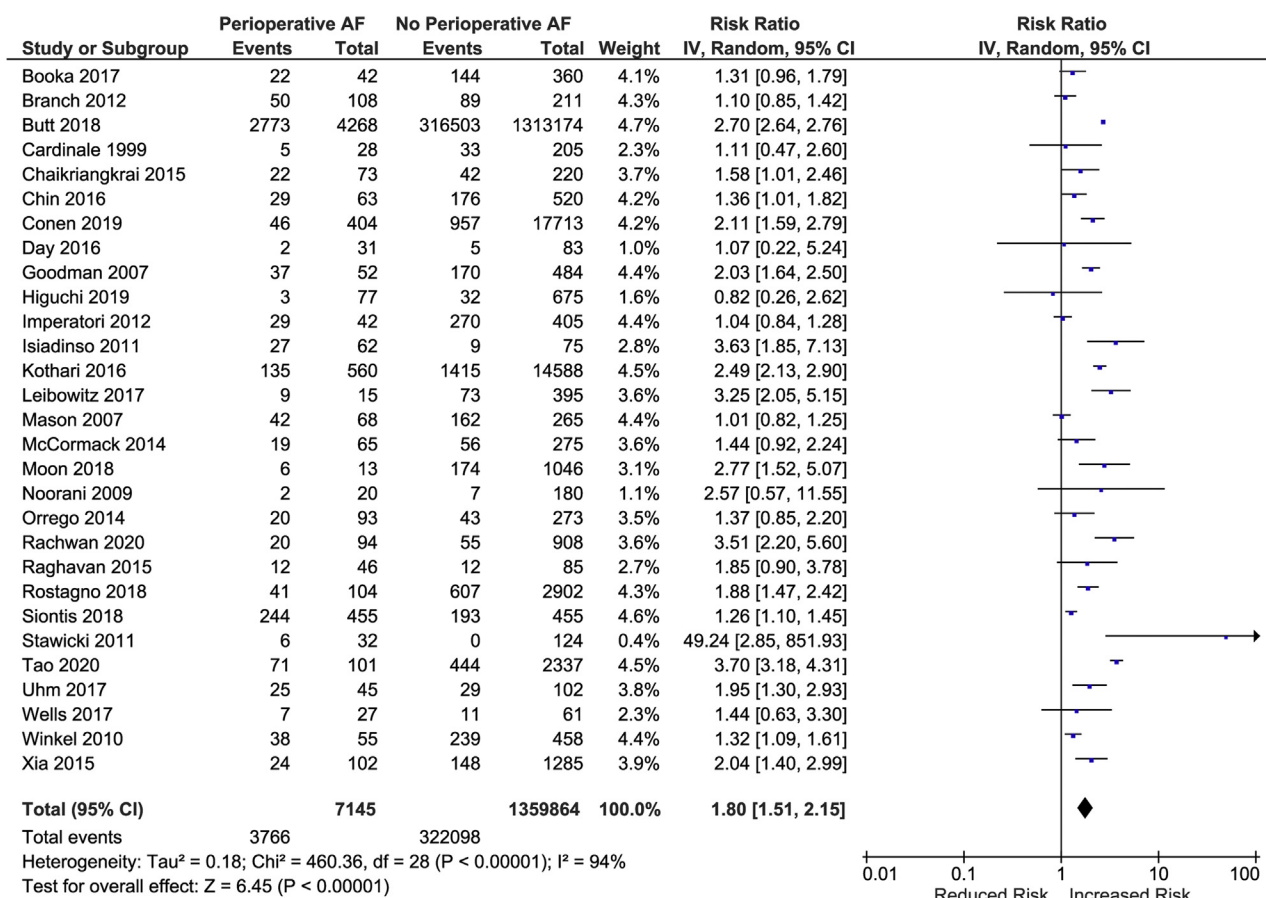 Perioperative AF No Perioperative AF Risk Ratio Risk Ratio
Study or Subgroup Events Total Events Total Weight IV, Random, 95% CI IV, Random, 95% CI
Booka 2017 22 42 144 360 4.1% 1.31 [0.96, 1.79]
Branch 2012 50 108 89 211 4.3% 1.10 [0.85, 1.42]
Butt 2018 2773 4268 316503 1313174 4.7% 2.70 [2.64, 2.76]
Cardinale 1999 5 28 33 205 2.3% 1.11 [0.47, 2.60]
Chaikriangkrai 2015 22 73 42 220 3.7% 1.58 [1.01, 2.46]
Chin 2016 29 63 176 520 4.3% 1.36 [1.01, 1.82]
Conen 2019 46 404 957 17713 4.2% 2.11 [1.59, 2.79]
Day 2016 2 31 5 83 1.0% 1.07 [0.22, 5.24]
Goodman 2007 37 52 170 484 4.4% 2.03 [1.64, 2.50]
Higuchi 2019 3 77 32 675 1.6% 0.82 [0.26, 2.62]
Imperatori 2012 29 42 270 405 4.4% 1.04 [0.84, 1.28]
Isiadinso 2011 27 62 9 75 2.8% 3.63 [1.85, 7.13]
Kothari 2016 135 560 1415 14588 4.5% 2.49 [2.13, 2.90]
Leibowitz 2017 9 15 73 395 3.6% 3.25 [2.05, 5.15]
Mason 2007 42 68 162 265 4.4% 1.01 [0.82, 1.25]
McCormack 2014 19 65 56 275 3.6% 1.44 [0.92, 2.24]
Moon 2018 6 13 174 1046 3.1% 2.77 [1.52, 5.07]
Noorani 2009 2 20 7 180 1.1% 2.57 [0.57, 11.55]
Orrego 2014 20 93 43 273 3.5% 1.37 [0.85, 2.20]
Rachwan 2020 20 94 55 908 3.6% 3.51 [2.20, 5.60]
Raghavan 2015 12 46 12 85 2.7% 1.85 [0.90, 3.78]
Rostagno 2018 41 104 607 2902 4.3% 1.88 [1.47, 2.42]
Siontis 2018 244 455 193 455 4.6% 1.26 [1.10, 1.45]
Stawicki 2011 6 32 0 124 0.4% 49.24 [2.85, 851.93]
Tao 2020 71 101 444 2337 4.5% 3.70 [3.18, 4.31]
Uhm 2017 25 45 29 102 3.8% 1.95 [1.30, 2.93]
Wells 2017 7 27 11 61 2.3% 1.44 [0.63, 3.30]
Winkel 2010 38 55 239 458 4.4% 1.32 [1.09, 1.61]
Xia 2015 24 102 148 1285 3.9% 2.04 [1.40, 2.99]
Total (95% CI) 7145 1359864 100.0% 1.80 [1.51, 2.15]
Total events 3766 322098
Heterogeneity: Tau² = 0.18; Chi² = 460.36, df = 28 (P < 0.00001); I² = 94%
Test for overall effect: Z = 6.45 (P < 0.00001)
0.01 0.1 1 10 100
Reduced Risk Increased Risk